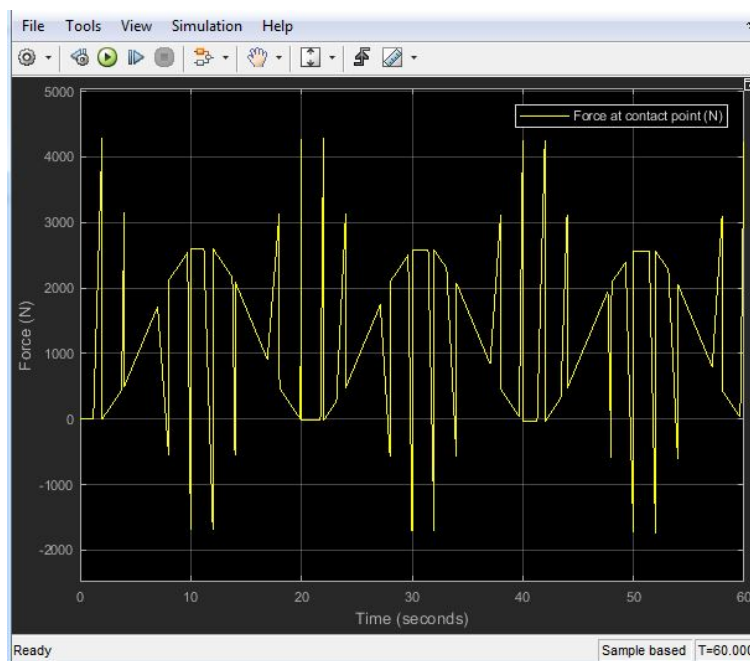 File Tools View Simulation Help
5000
Force at contact point (N)
4000
3000
2000
1000
0
-1000
-2000
Force (N)
0 10 20 30 40 50 60
Time (seconds)
Ready Sample based T=60.000